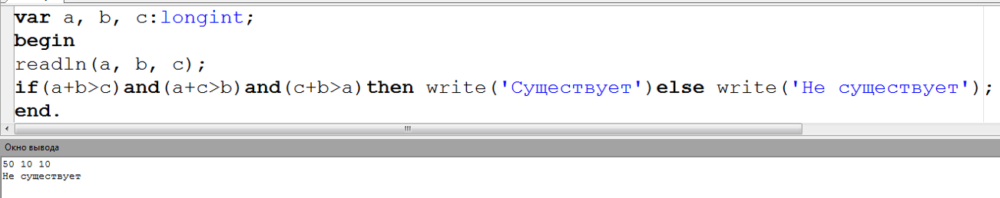 var a, b, c:longint;
begin
readln(a, b, c);
if(a+b>c)and(a+c>b)and(c+b>a)then write('Существует')else write('Не существует');
end.
Окно вывода
50 10 10
Не существует